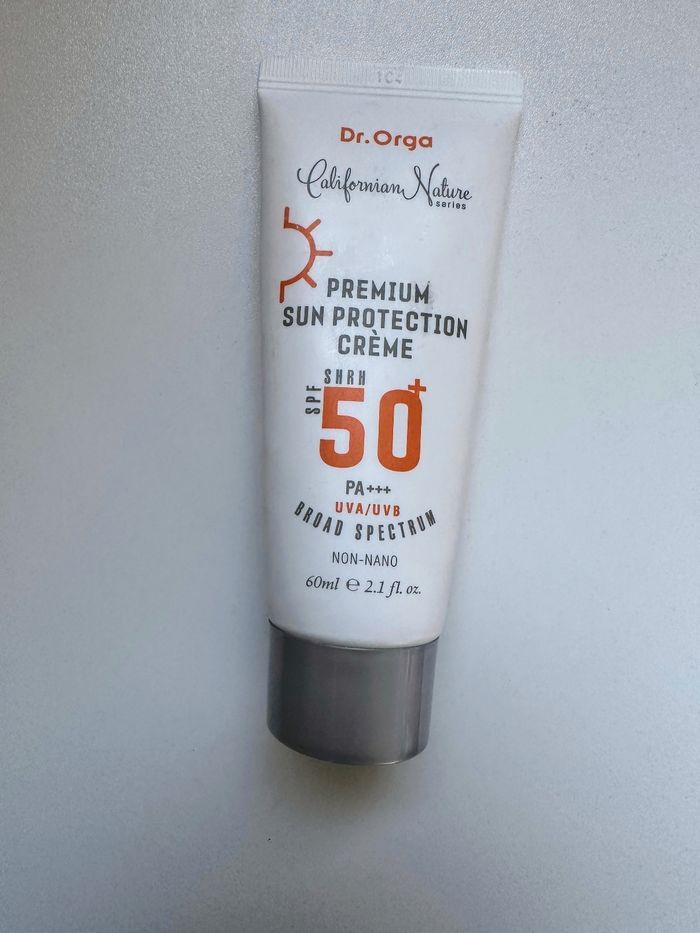 Dr.Orga
Californian Nature
series
PREMIUM
SUN PROTECTION
CRÈME
SPF SHRH
50+
PA+++
UVA/UVB
BROAD SPECTRUM
NON-NANO
60ml ℮ 2.1 fl. oz.